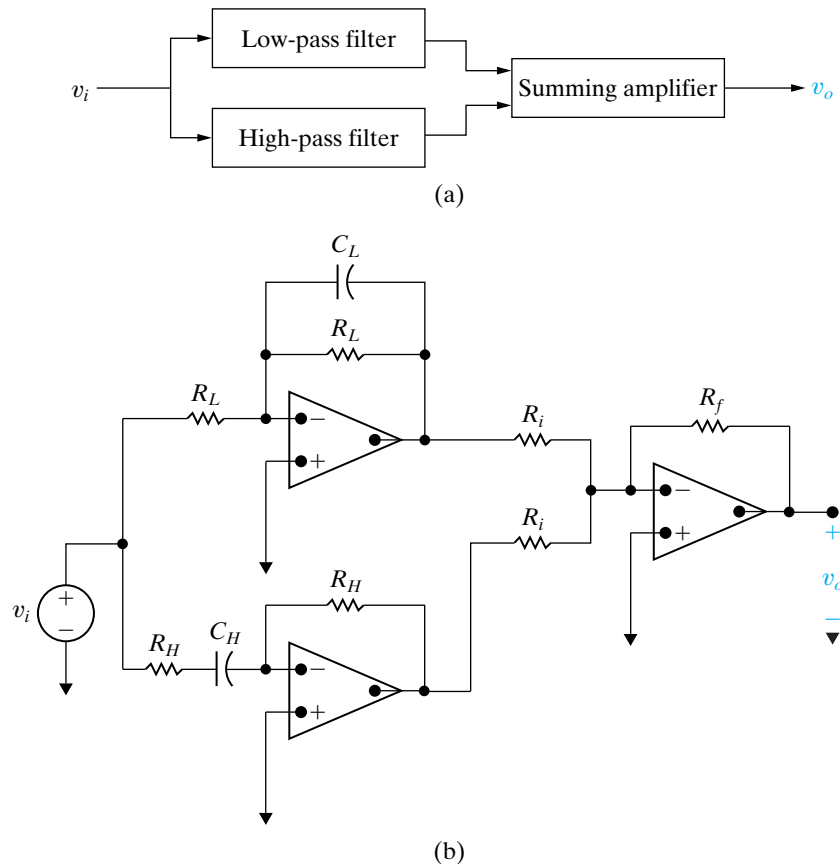 Low-pass filter
v_i
Summing amplifier
v_o
High-pass filter
(a)
C_L
R_L
R_L
−
+
R_i
R_f
−
+
R_i
+
v_o
−
v_i
+
−
R_H
C_H
R_H
−
+
(b)